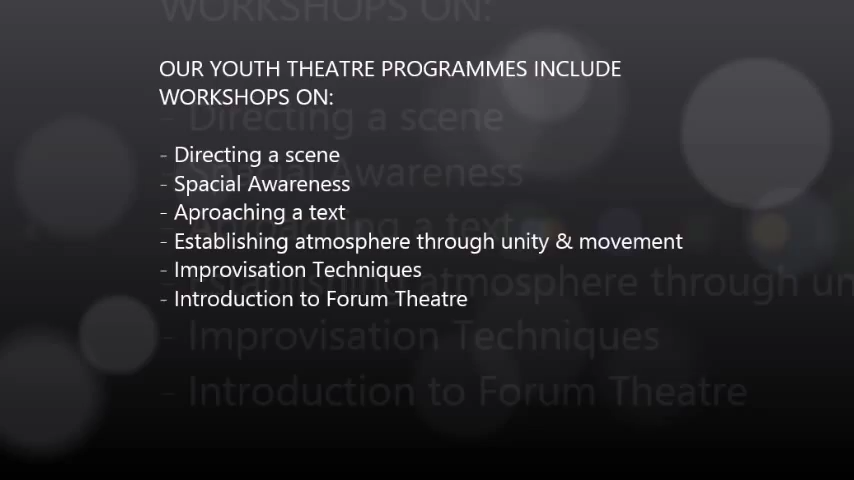 OUR YOUTH THEATRE PROGRAMMES INCLUDE
WORKSHOPS ON:
- Directing a scene
- Spacial Awareness
- Aproaching a text
- Establishing atmosphere through unity & movement
- Improvisation Techniques
- Introduction to Forum Theatre